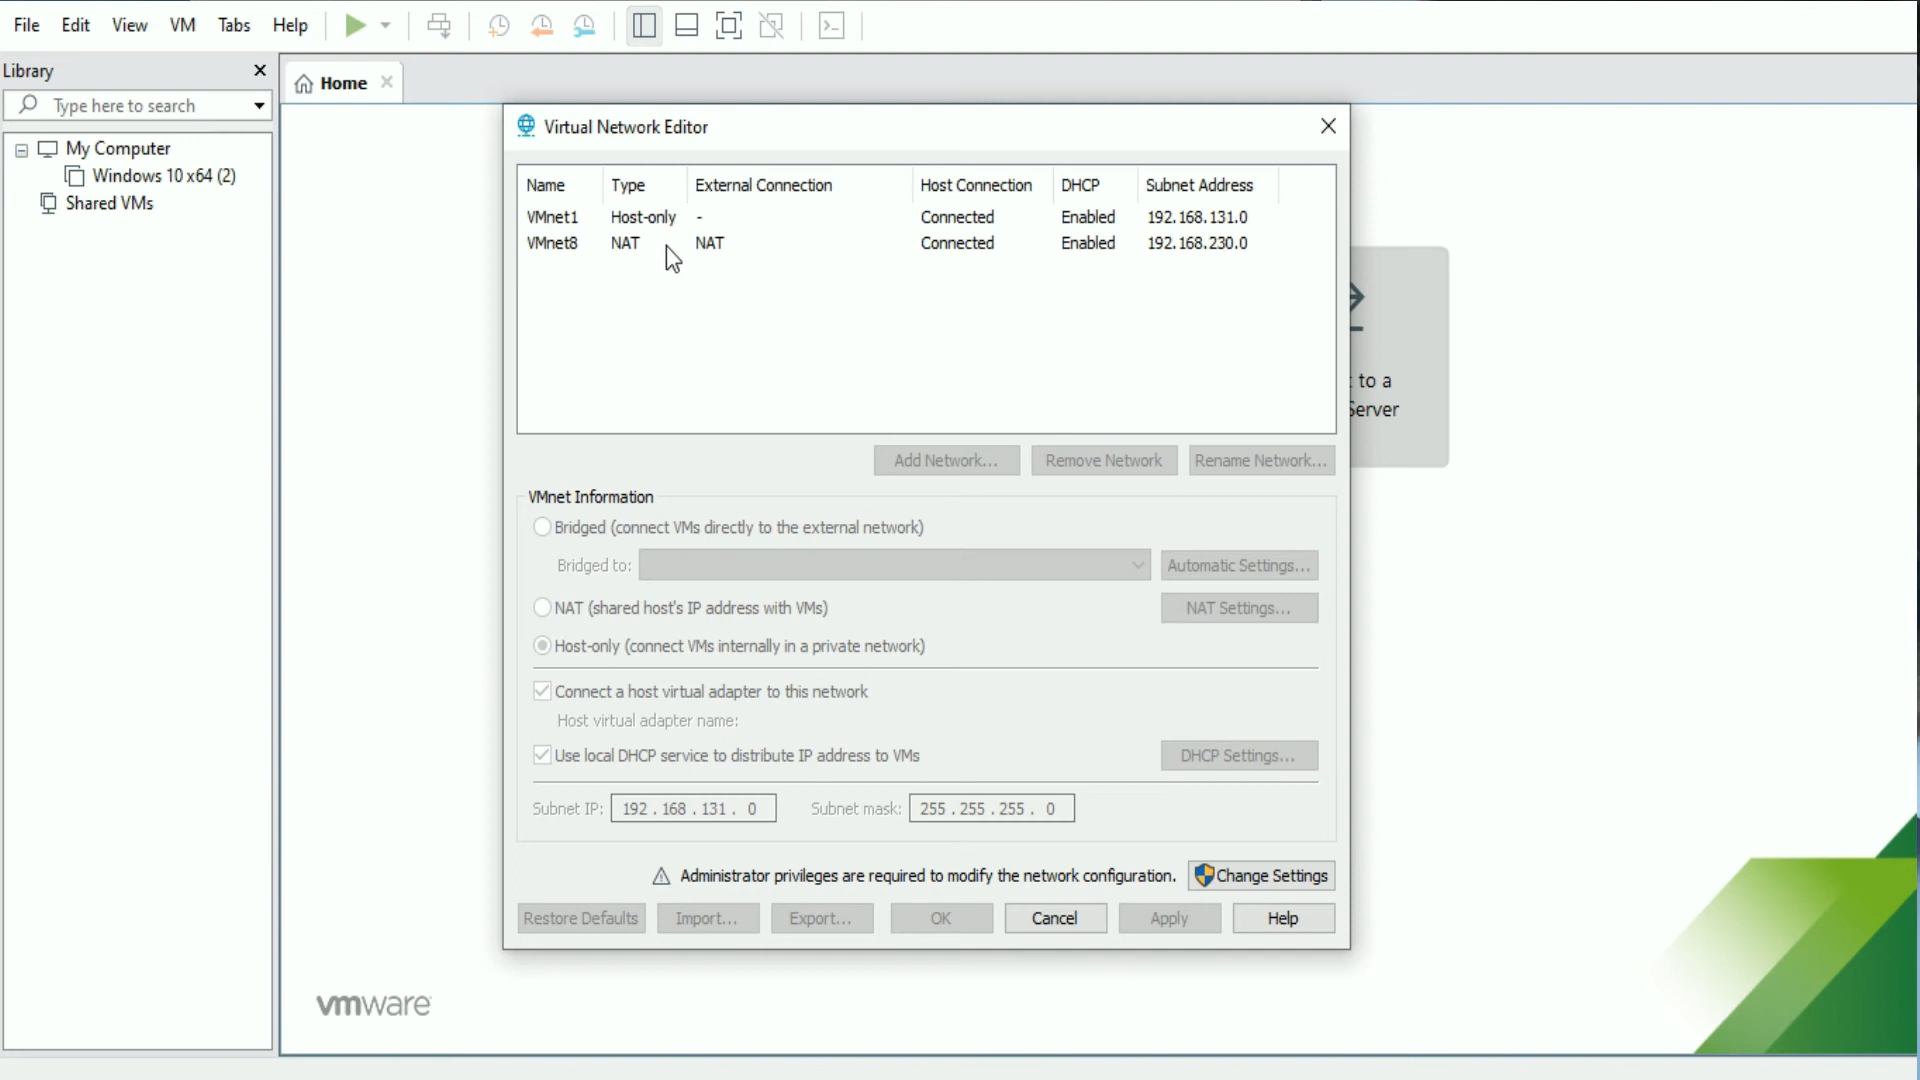 File Edit View VM Tabs Help
Library
Home
Type here to search
My Computer
Windows 10 x64 (2)
Shared VMs
Virtual Network Editor
Name Type External Connection Host Connection DHCP Subnet Address
VMnet1 Host-only - Connected Enabled 192.168.131.0
VMnet8 NAT NAT Connected Enabled 192.168.230.0
to a
Server
Add Network... Remove Network Rename Network...
VMnet Information
Bridged (connect VMs directly to the external network)
Bridged to: Automatic Settings...
NAT (shared host's IP address with VMs) NAT Settings...
Host-only (connect VMs internally in a private network)
Connect a host virtual adapter to this network
Host virtual adapter name:
Use local DHCP service to distribute IP address to VMs DHCP Settings...
Subnet IP: 192 . 168 . 131 . 0 Subnet mask: 255 . 255 . 255 . 0
Administrator privileges are required to modify the network configuration. Change Settings
Restore Defaults Import... Export... OK Cancel Apply Help
vmware